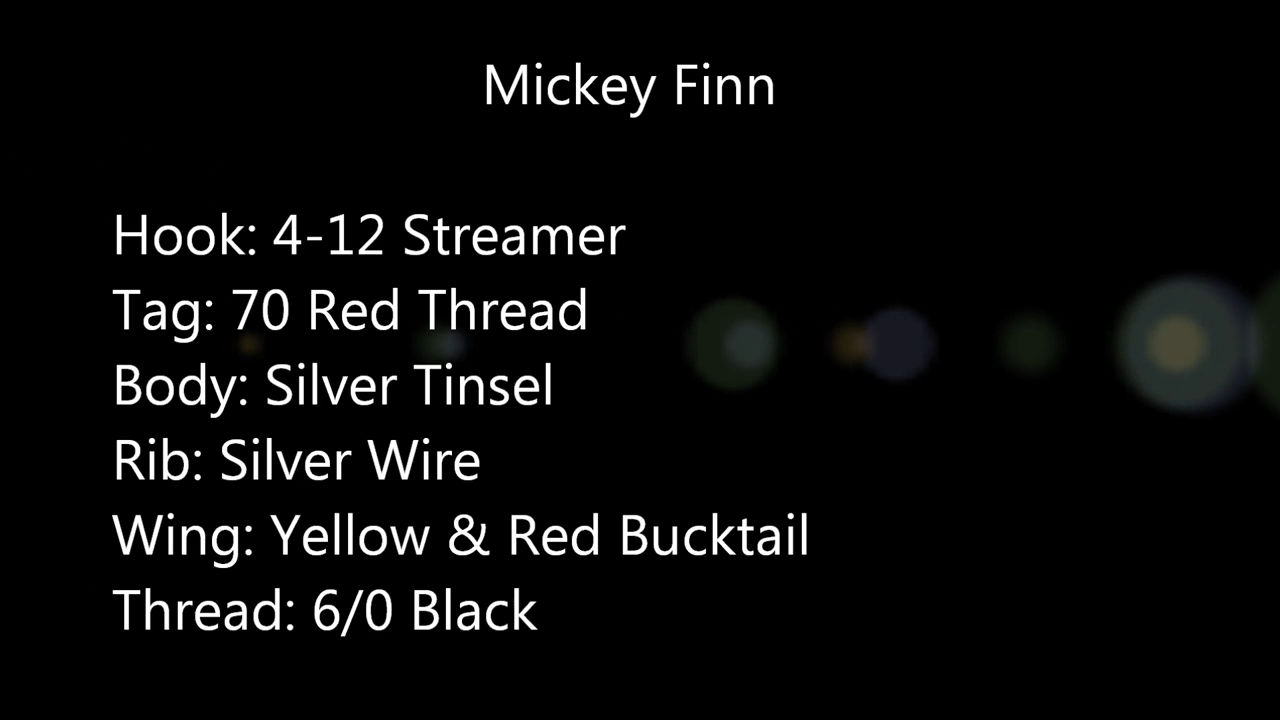 Mickey Finn
Hook: 4-12 Streamer
Tag: 70 Red Thread
Body: Silver Tinsel
Rib: Silver Wire
Wing: Yellow & Red Bucktail
Thread: 6/0 Black